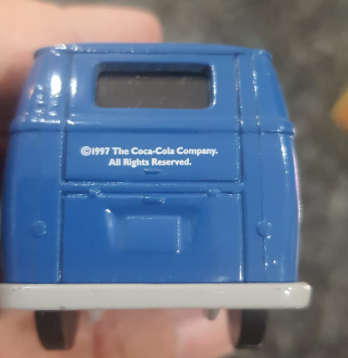 ©1997 The Coca-Cola Company.
All Rights Reserved.